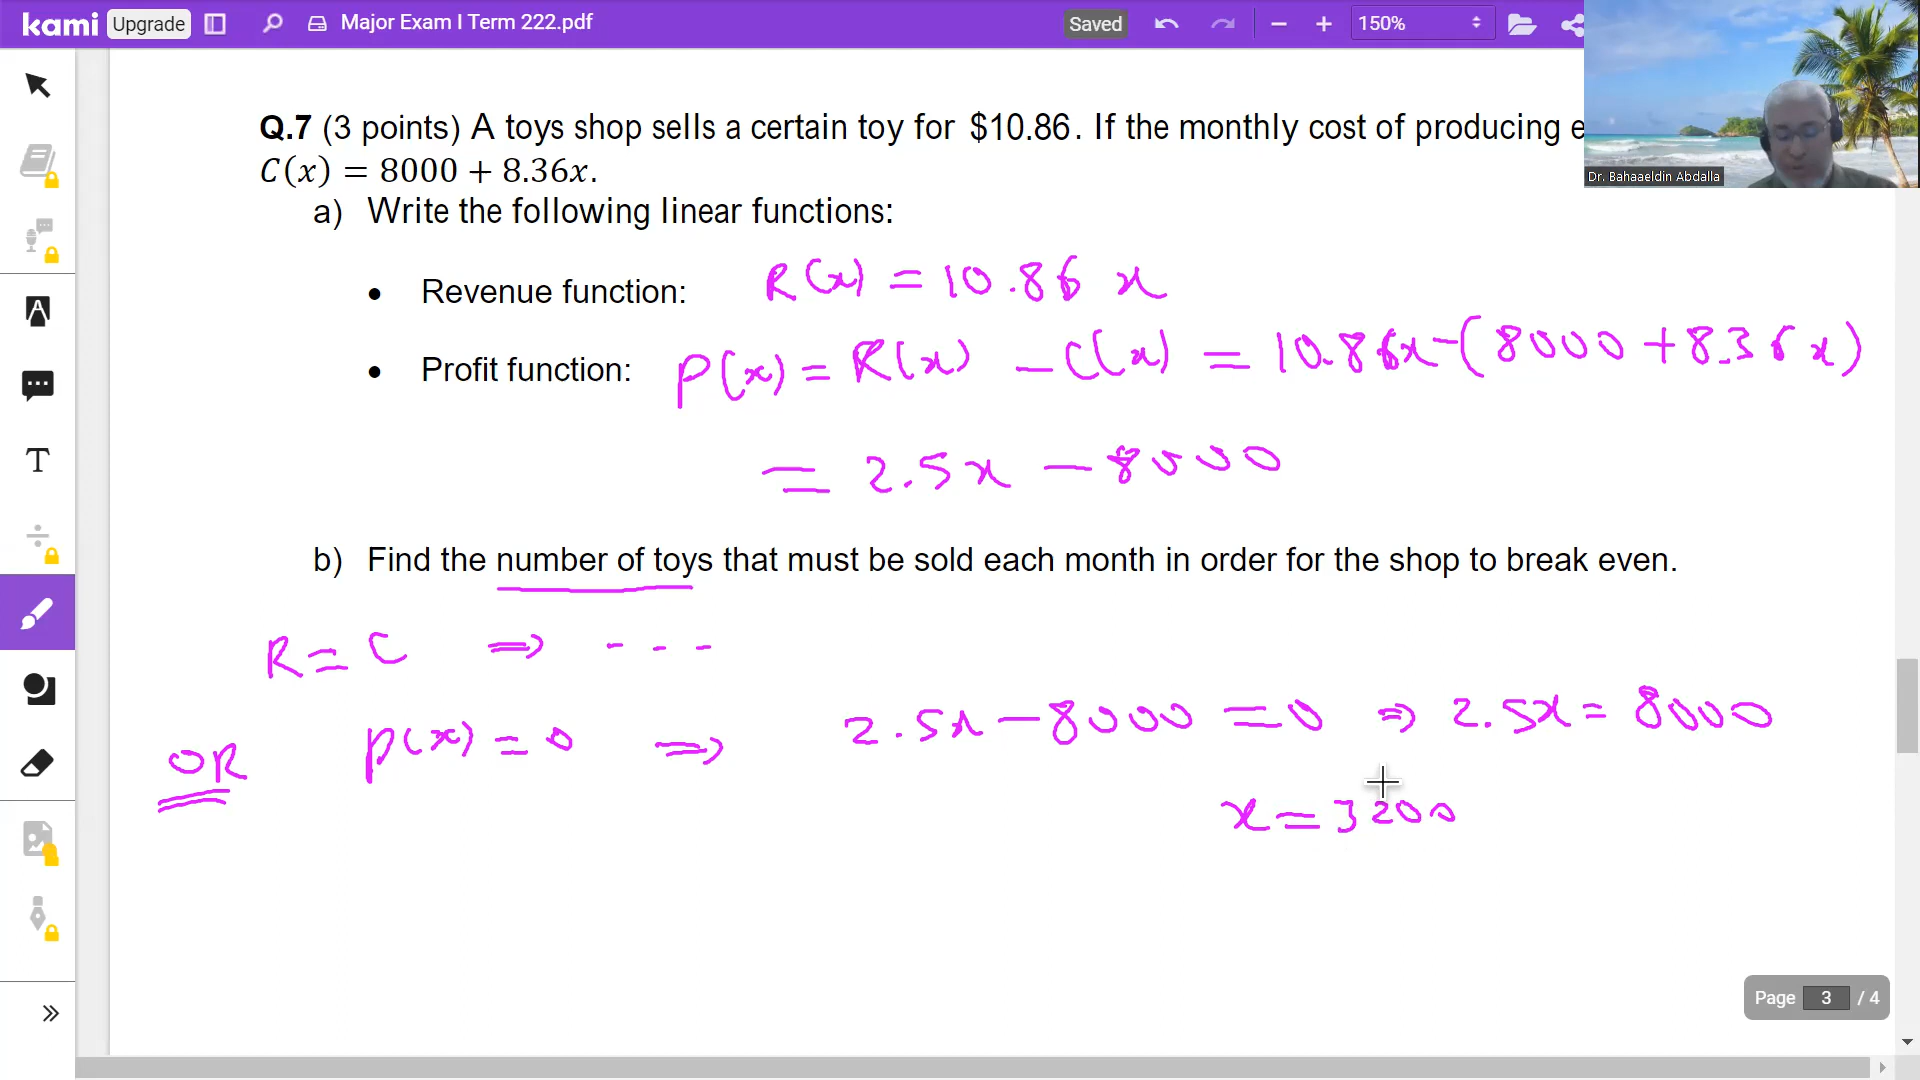 kami Upgrade Major Exam I Term 222.pdf Saved 150%
Dr. Bahaaeldin Abdalla
Q.7 (3 points) A toys shop sells a certain toy for $10.86. If the monthly cost of producing
C(x) = 8000 + 8.36x.
a) Write the following linear functions:
• Revenue function: R(x) = 10.86 x
• Profit function: P(x) = R(x) - C(x) = 10.86x - (8000 + 8.36x)
= 2.5x - 8000
b) Find the number of toys that must be sold each month in order for the shop to break even.
R = C ⇒ - - -
OR P(x) = 0 ⇒ 2.5x - 8000 = 0 ⇒ 2.5x = 8000
x = 3200
Page 3 / 4